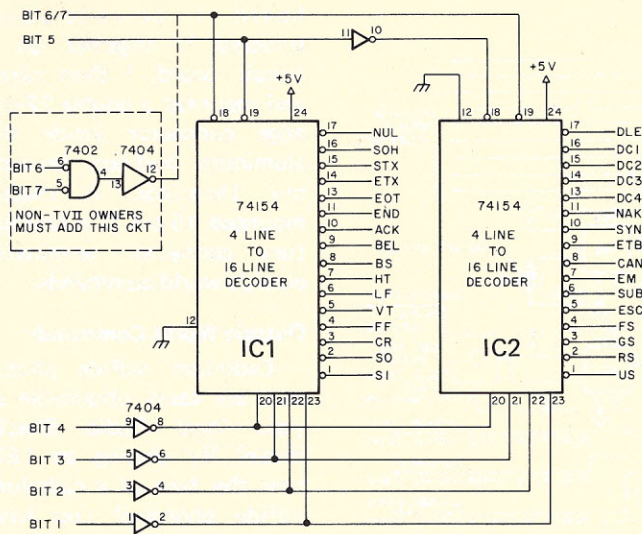 BIT 6/7
BIT 5
11 10
+5V
+5V
18 19 24
12 18 19 24
7402 7404
BIT 6 6
BIT 7 5
4 13 12
NON-TVII OWNERS
MUST ADD THIS CKT
74154
4 LINE
TO
16 LINE
DECODER
IC1
12
17 NUL
16 SOH
15 STX
14 ETX
13 EOT
11 END
10 ACK
9 BEL
8 BS
7 HT
6 LF
5 VT
4 FF
3 CR
2 SO
1 SI
20 21 22 23
74154
4 LINE
TO
16 LINE
DECODER
IC2
17 DLE
16 DC1
15 DC2
14 DC3
13 DC4
11 NAK
10 SYN
9 ETB
8 CAN
7 EM
6 SUB
5 ESC
4 FS
3 GS
2 RS
1 US
20 21 22 23
7404
BIT 4 9 8
BIT 3 5 6
BIT 2 3 4
BIT 1 1 2